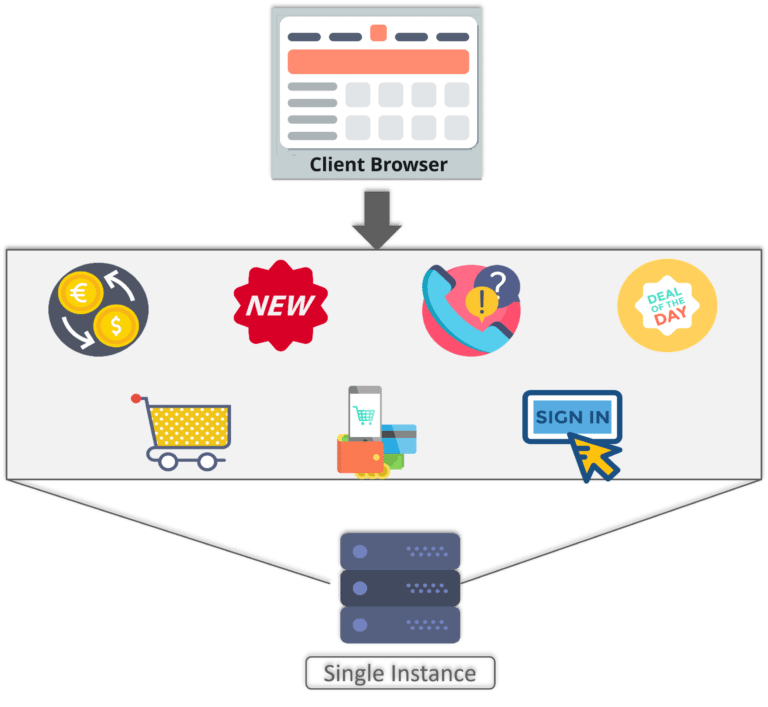 Client Browser
€
$
NEW
?
!
DEAL
OF THE
DAY
SIGN IN
Single Instance